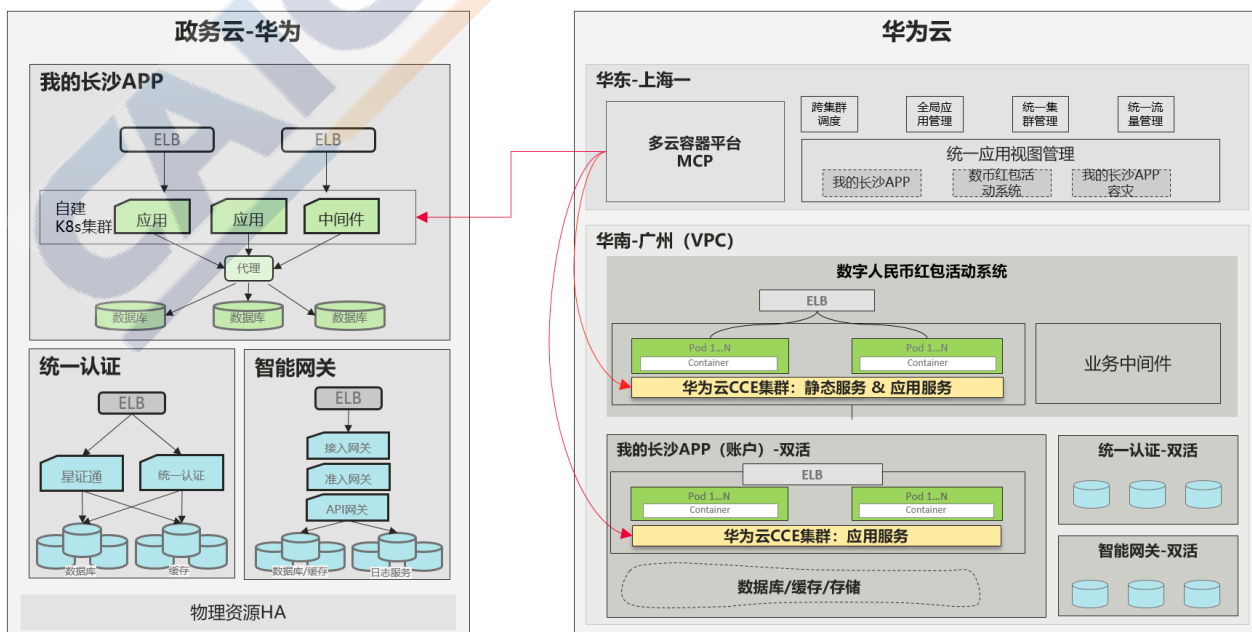 政务云-华为
我的长沙APP
ELB
ELB
自建
K8s集群
应用
应用
中间件
代理
数据库
数据库
数据库
统一认证
ELB
星证通
统一认证
数据库
缓存
智能网关
ELB
接入网关
准入网关
API网关
数据库/缓存
日志服务
物理资源HA
华为云
华东-上海一
多云容器平台
MCP
跨集群
调度
全局应
用管理
统一集
群管理
统一流
量管理
统一应用视图管理
我的长沙APP
数币红包活
动系统
我的长沙APP
容灾
华南-广州（VPC）
数字人民币红包活动系统
ELB
Pod 1...N
Container
Pod 1...N
Container
华为云CCE集群：静态服务 & 应用服务
业务中间件
我的长沙APP（账户）-双活
ELB
Pod 1...N
Container
Pod 1...N
Container
华为云CCE集群：应用服务
数据库/缓存/存储
统一认证-双活
智能网关-双活